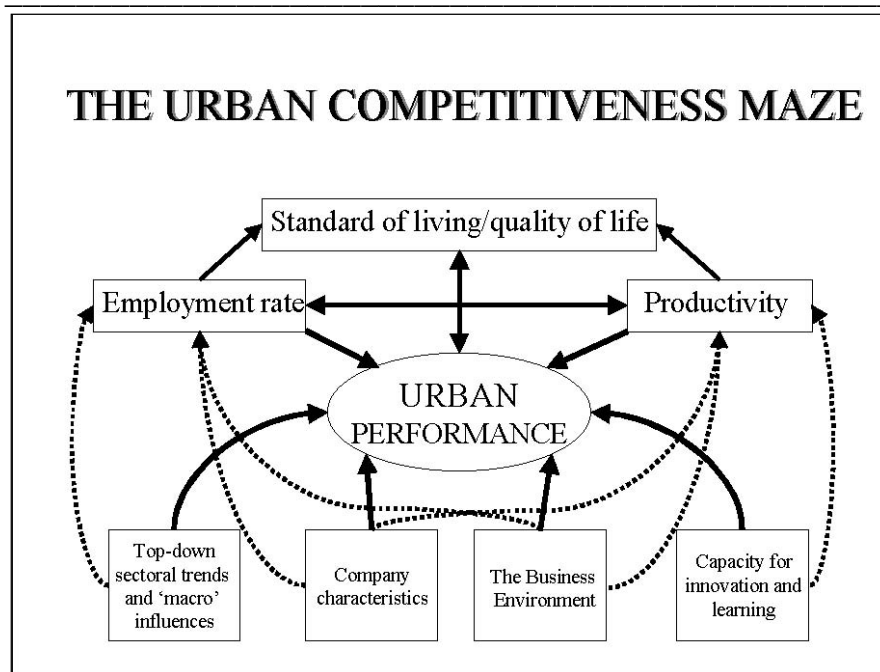 THE URBAN COMPETITIVENESS MAZE
Standard of living/quality of life
Employment rate
Productivity
URBAN
PERFORMANCE
Top-down
sectoral trends
and ‘macro’
influences
Company
characteristics
The Business
Environment
Capacity for
innovation and
learning